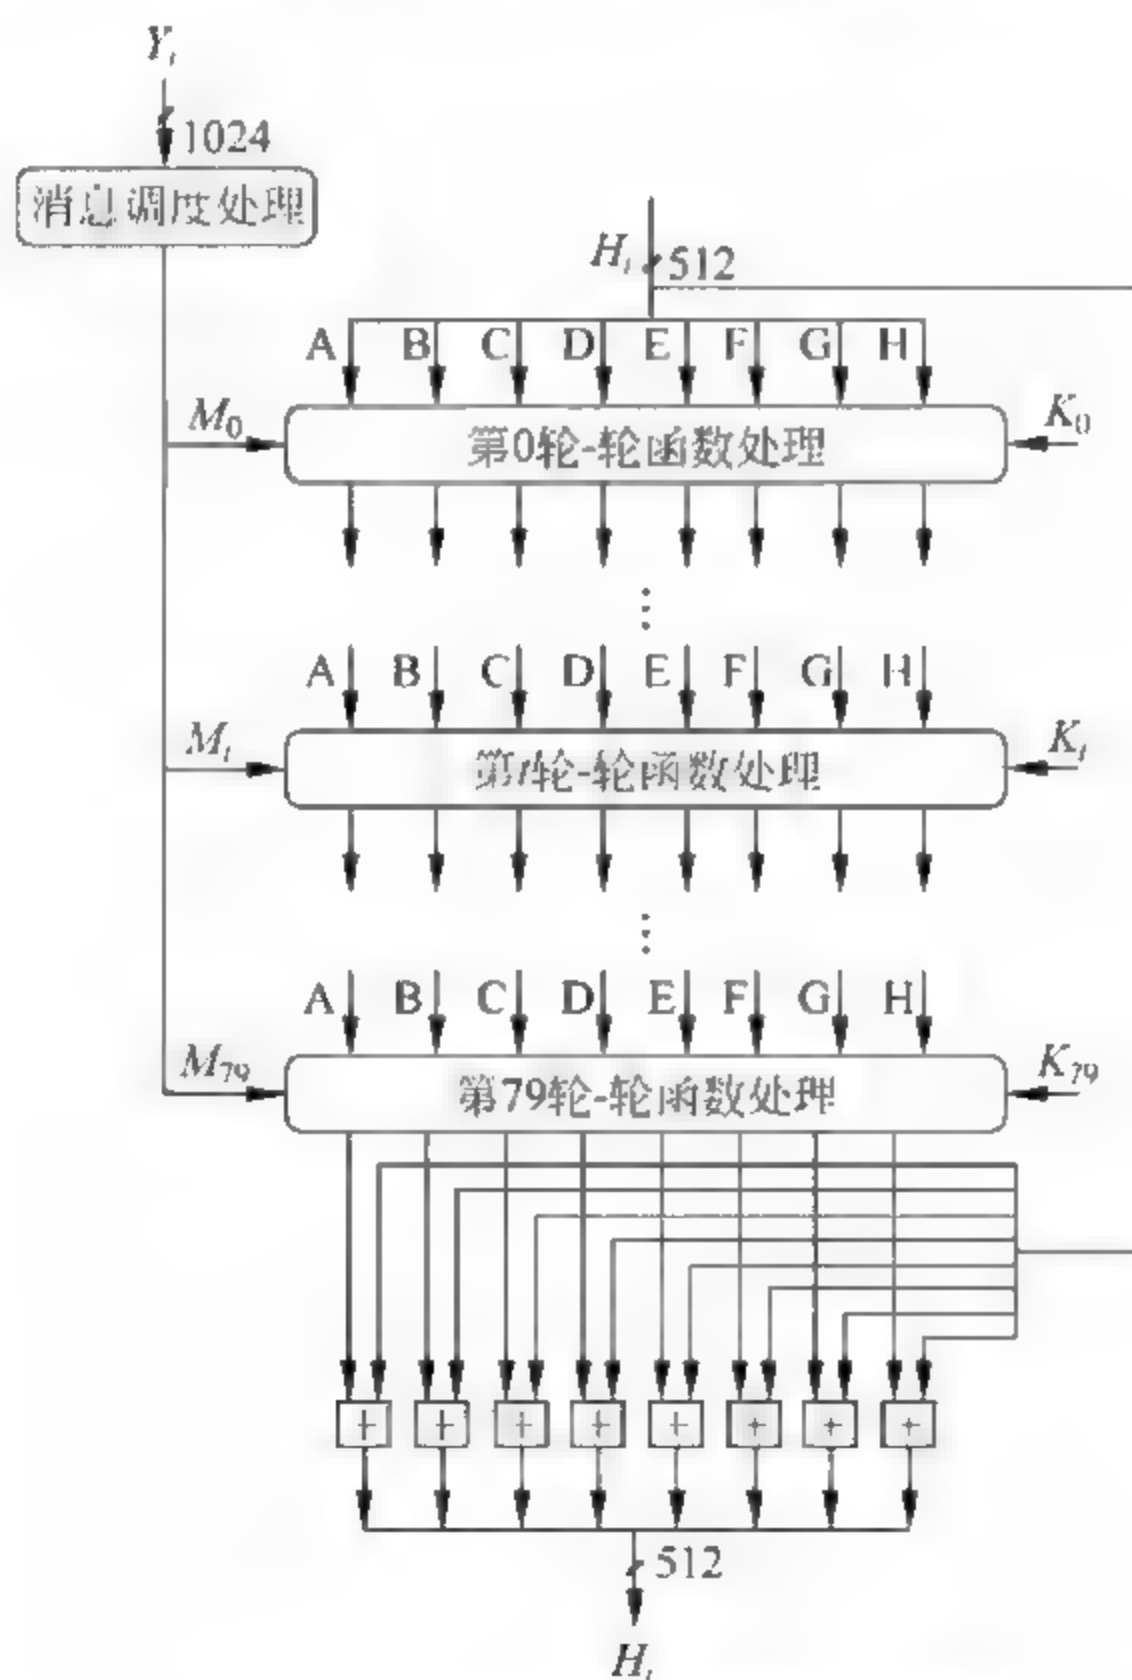 Yᵢ
1024
消息调度处理
Hᵢ 512
A B C D E F G H
M₀ 第0轮-轮函数处理 K₀
⋮
A B C D E F G H
Mₜ 第t轮-轮函数处理 Kₜ
⋮
A B C D E F G H
M₇₉ 第79轮-轮函数处理 K₇₉
+ + + + + + + +
512
Hᵢ